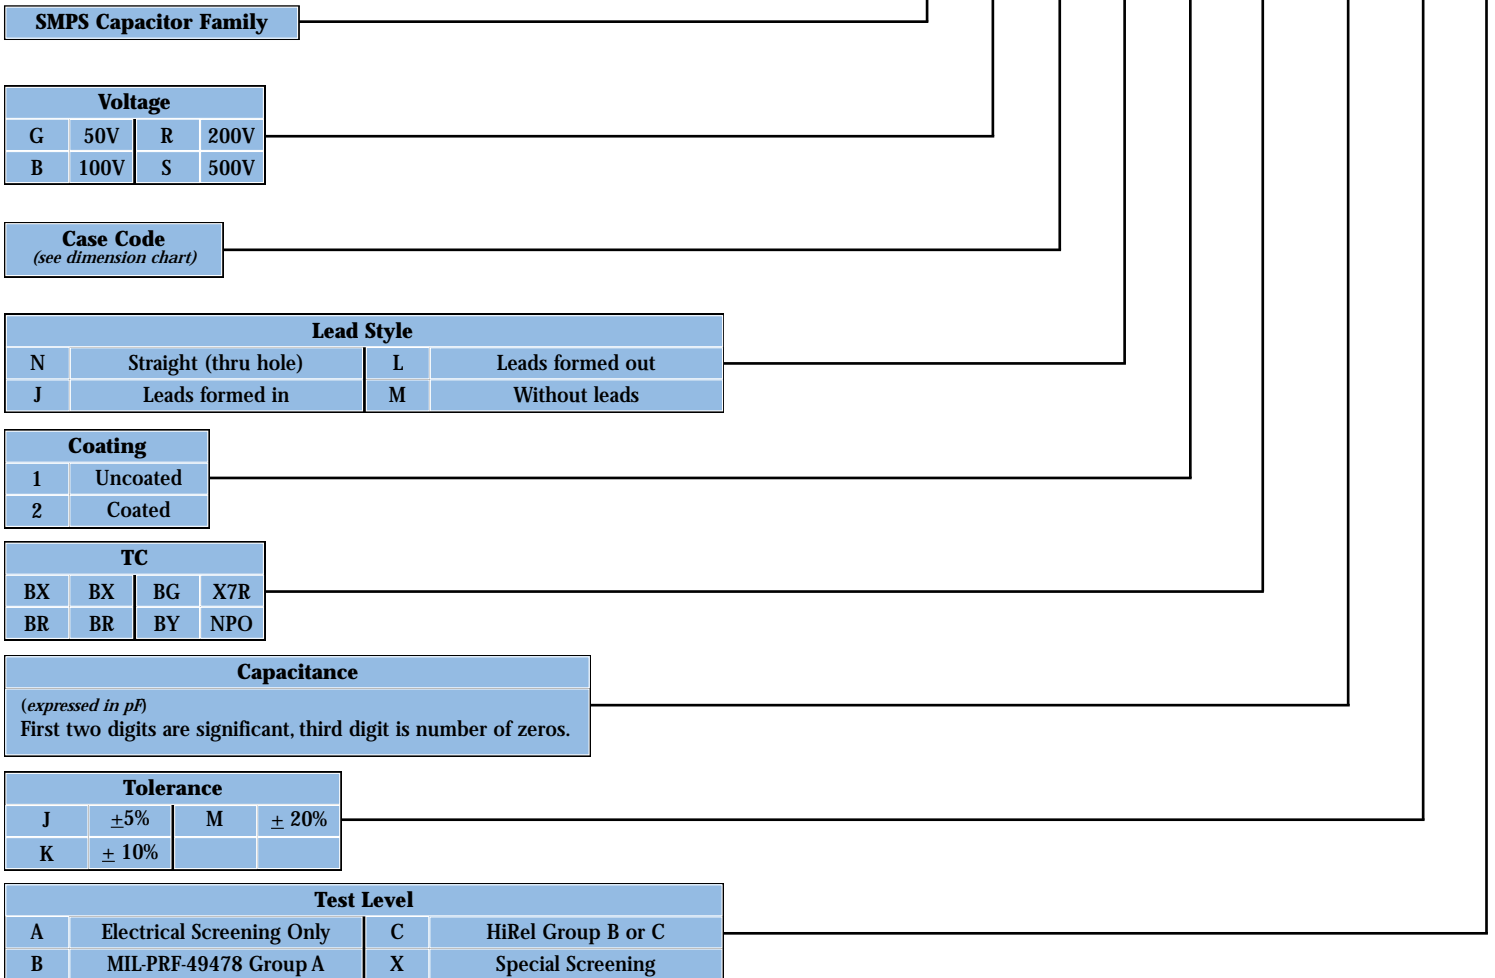 SMPS Capacitor Family
Voltage
G 50V R 200V
B 100V S 500V
Case Code
(see dimension chart)
Lead Style
N Straight (thru hole) L Leads formed out
J Leads formed in M Without leads
Coating
1 Uncoated
2 Coated
TC
BX BX BG X7R
BR BR BY NPO
Capacitance
(expressed in pF)
First two digits are significant, third digit is number of zeros.
Tolerance
J ±5% M ± 20%
K ± 10%
Test Level
A Electrical Screening Only C HiRel Group B or C
B MIL-PRF-49478 Group A X Special Screening